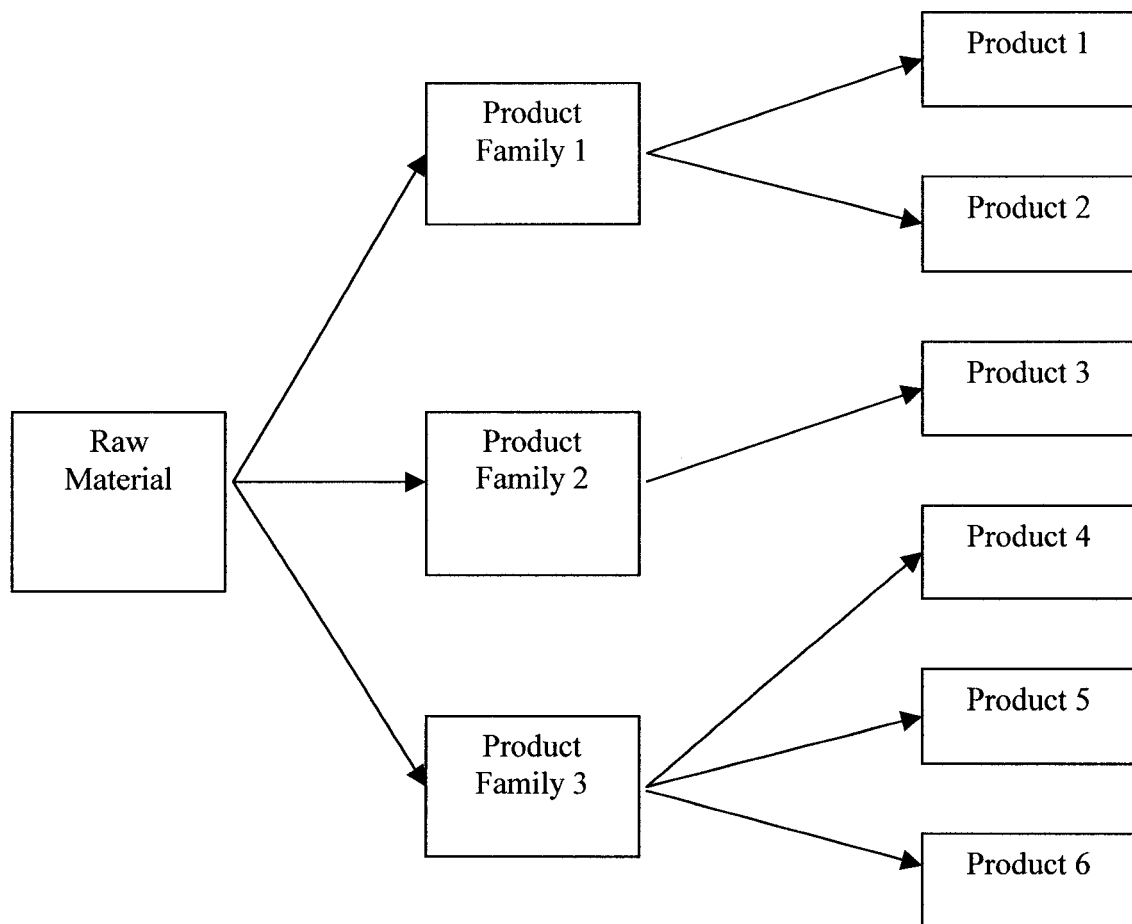 Product 1
Product
Family 1
Product 2
Product 3
Raw
Material
Product
Family 2
Product 4
Product 5
Product
Family 3
Product 6